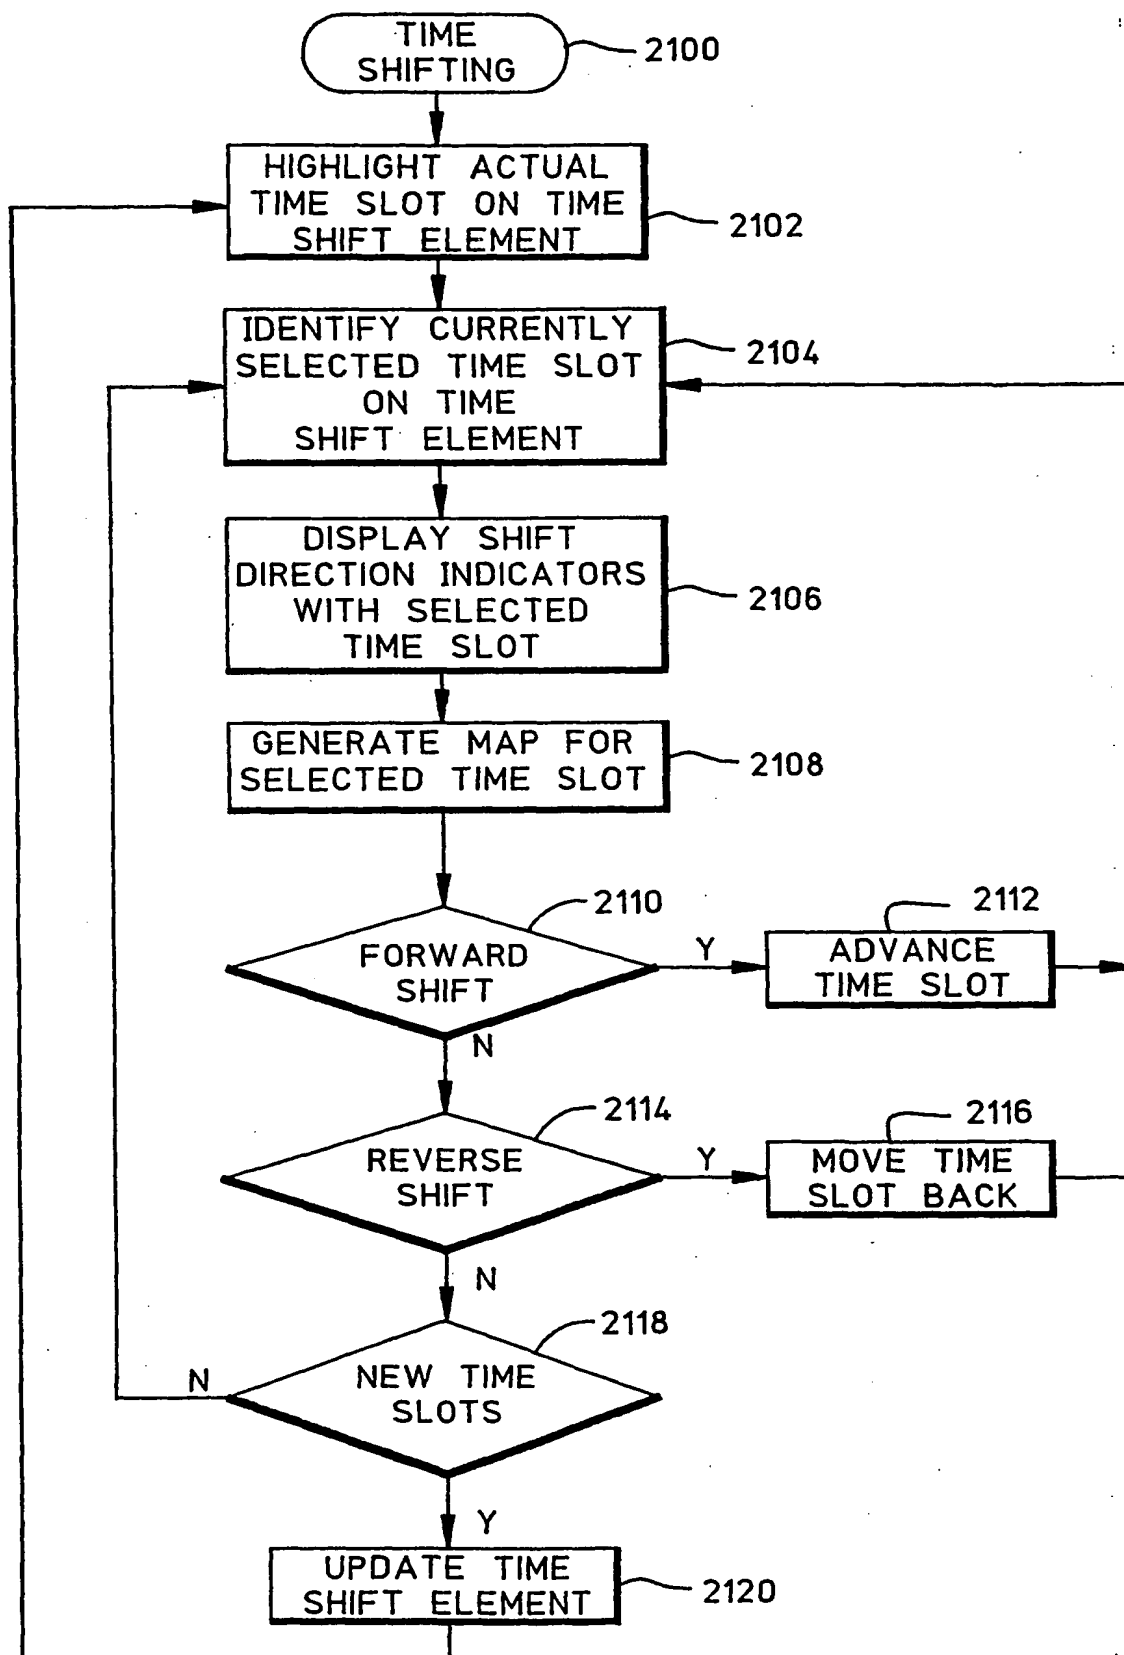 TIME
SHIFTING
2100
HIGHLIGHT ACTUAL
TIME SLOT ON TIME
SHIFT ELEMENT
2102
IDENTIFY CURRENTLY
SELECTED TIME SLOT
ON TIME
SHIFT ELEMENT
2104
DISPLAY SHIFT
DIRECTION INDICATORS
WITH SELECTED
TIME SLOT
2106
GENERATE MAP FOR
SELECTED TIME SLOT
2108
FORWARD
SHIFT
2110
Y
N
ADVANCE
TIME SLOT
2112
REVERSE
SHIFT
2114
Y
N
MOVE TIME
SLOT BACK
2116
NEW TIME
SLOTS
2118
N
Y
UPDATE TIME
SHIFT ELEMENT
2120